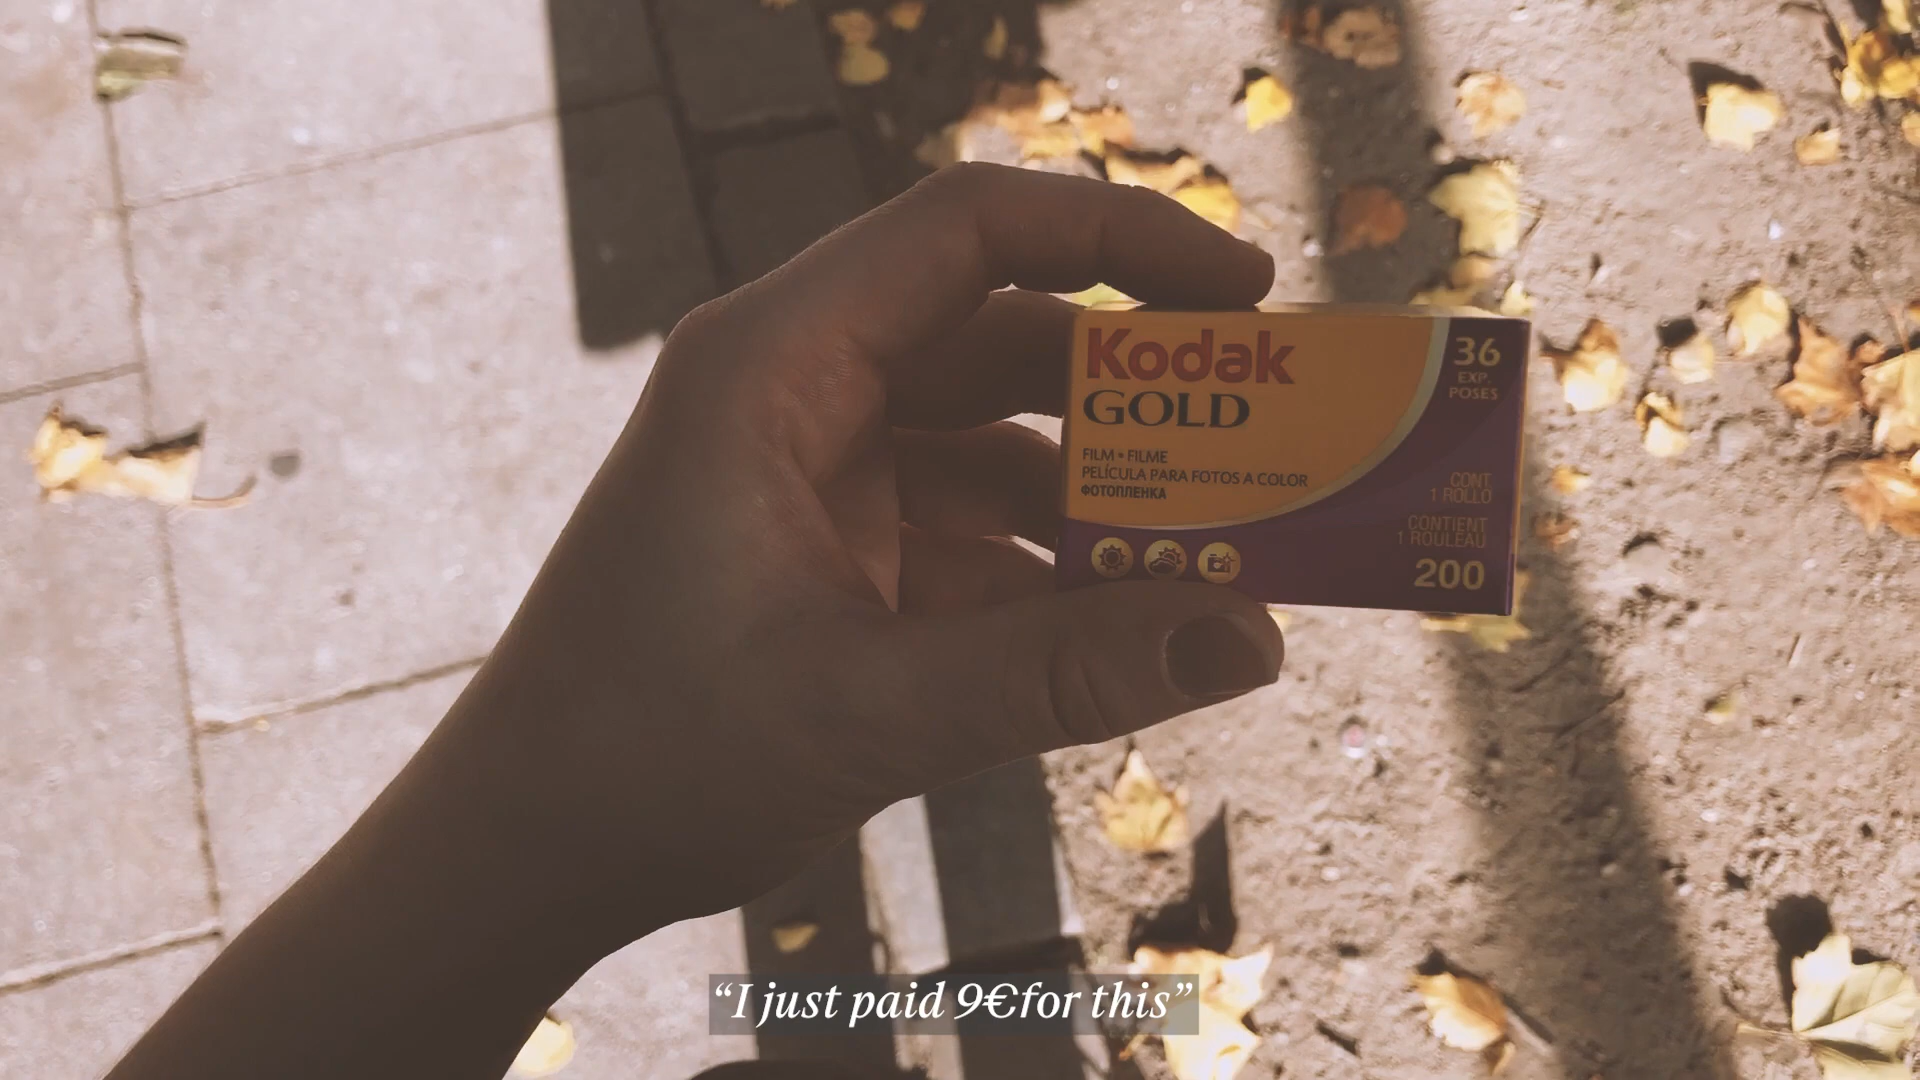 Kodak
GOLD
FILM • FILME
PELÍCULA PARA FOTOS A COLOR
ФОТОПЛЕНКА
36
EXP.
POSES
CONT.
1 ROLLO
CONTIENT
1 ROULEAU
200
“I just paid 9€for this”